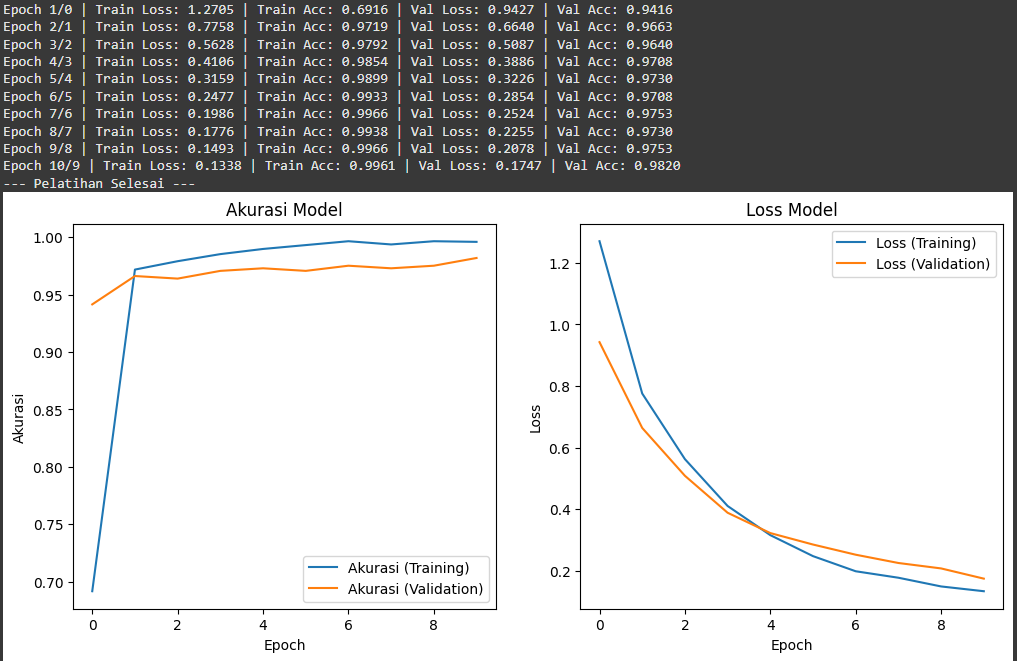 Epoch 1/0 | Train Loss: 1.2705 | Train Acc: 0.6916 | Val Loss: 0.9427 | Val Acc: 0.9416
Epoch 2/1 | Train Loss: 0.7758 | Train Acc: 0.9719 | Val Loss: 0.6640 | Val Acc: 0.9663
Epoch 3/2 | Train Loss: 0.5628 | Train Acc: 0.9792 | Val Loss: 0.5087 | Val Acc: 0.9640
Epoch 4/3 | Train Loss: 0.4106 | Train Acc: 0.9854 | Val Loss: 0.3886 | Val Acc: 0.9708
Epoch 5/4 | Train Loss: 0.3159 | Train Acc: 0.9899 | Val Loss: 0.3226 | Val Acc: 0.9730
Epoch 6/5 | Train Loss: 0.2477 | Train Acc: 0.9933 | Val Loss: 0.2854 | Val Acc: 0.9708
Epoch 7/6 | Train Loss: 0.1986 | Train Acc: 0.9966 | Val Loss: 0.2524 | Val Acc: 0.9753
Epoch 8/7 | Train Loss: 0.1776 | Train Acc: 0.9938 | Val Loss: 0.2255 | Val Acc: 0.9730
Epoch 9/8 | Train Loss: 0.1493 | Train Acc: 0.9966 | Val Loss: 0.2078 | Val Acc: 0.9753
Epoch 10/9 | Train Loss: 0.1338 | Train Acc: 0.9961 | Val Loss: 0.1747 | Val Acc: 0.9820
--- Pelatihan Selesai ---
Akurasi Model
1.00
0.95
0.90
0.85
0.80
0.75
0.70
Akurasi
Akurasi (Training)
Akurasi (Validation)
0 2 4 6 8
Epoch
Loss Model
Loss (Training)
Loss (Validation)
1.2
1.0
0.8
0.6
0.4
0.2
Loss
0 2 4 6 8
Epoch